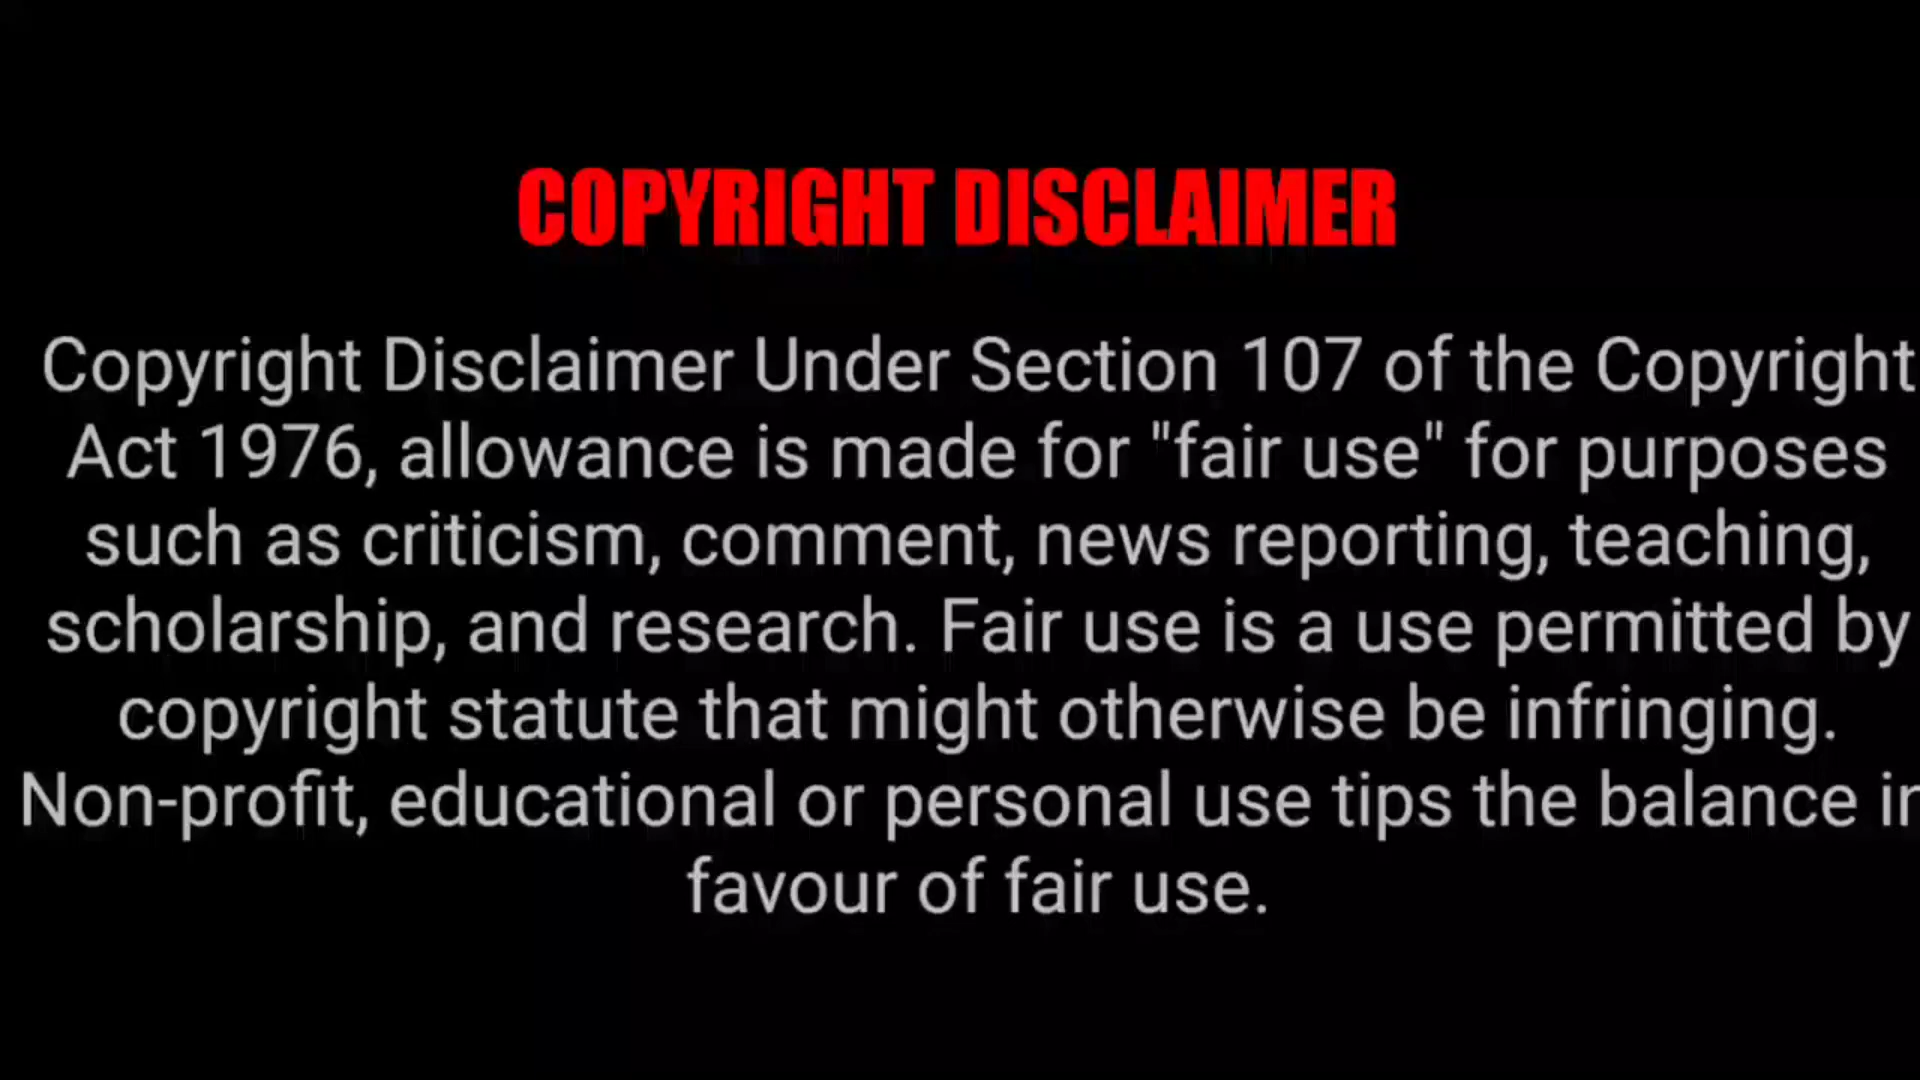 COPYRIGHT DISCLAIMER
Copyright Disclaimer Under Section 107 of the Copyright
Act 1976, allowance is made for "fair use" for purposes
such as criticism, comment, news reporting, teaching,
scholarship, and research. Fair use is a use permitted by
copyright statute that might otherwise be infringing.
Non-profit, educational or personal use tips the balance in
favour of fair use.